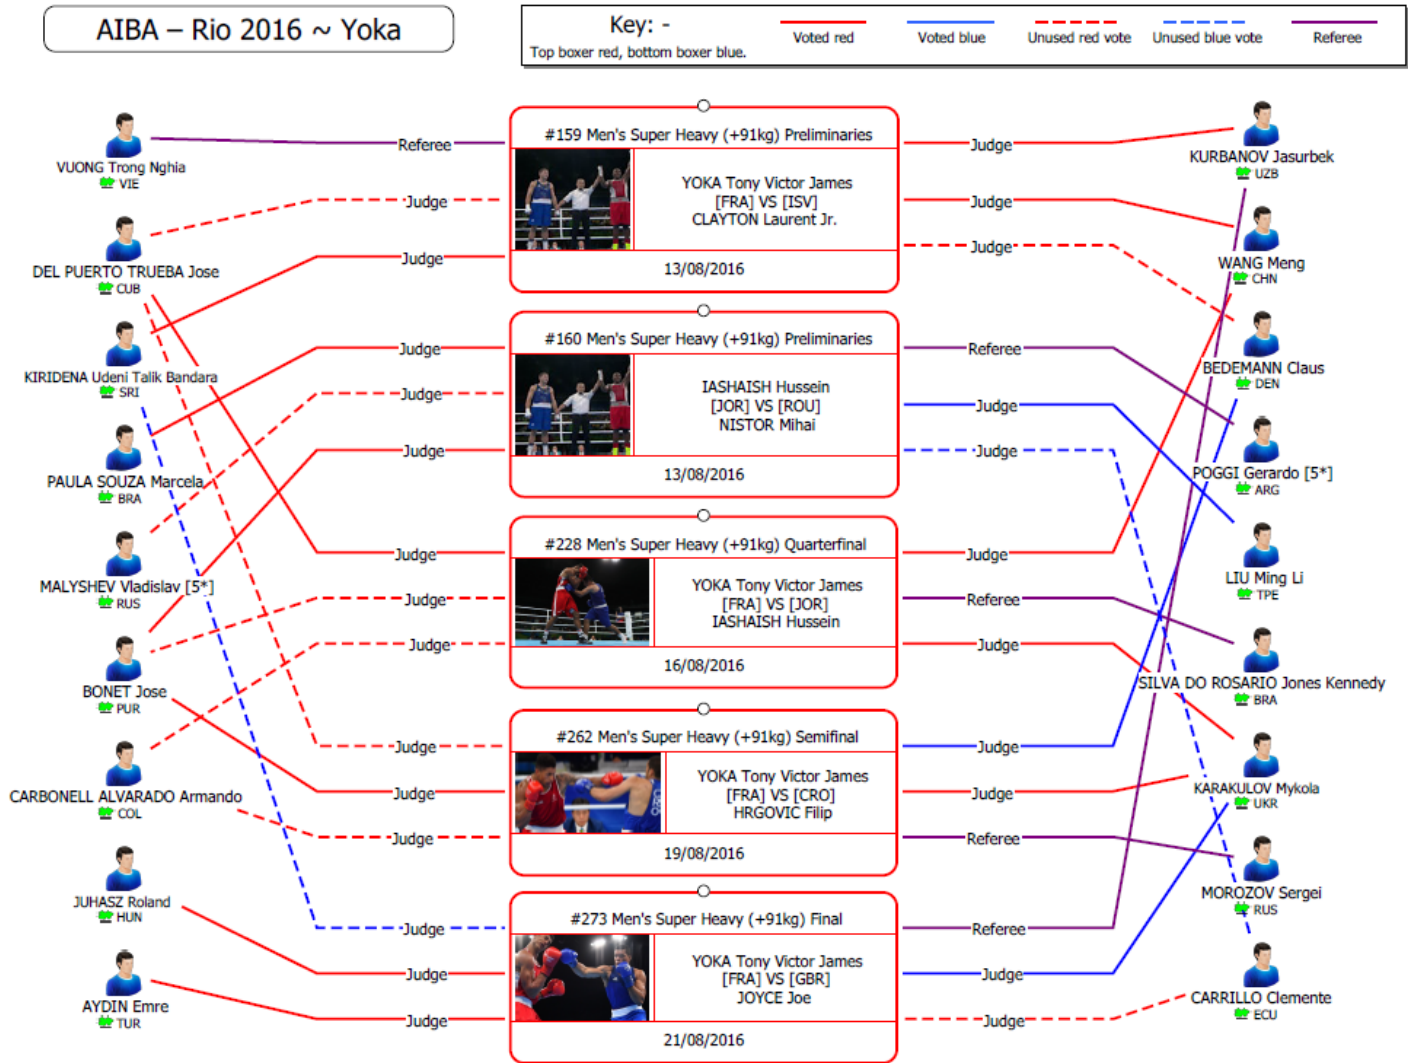 AIBA – Rio 2016 ~ Yoka
Key: -
Top boxer red, bottom boxer blue.
Voted red
Voted blue
Unused red vote
Unused blue vote
Referee
VUONG Trong Nghia
VIE
DEL PUERTO TRUEBA Jose
CUB
KIRIDENA Udeni Talik Bandara
SRI
PAULA SOUZA Marcela
BRA
MALYSHEV Vladislav [5*]
RUS
BONET Jose
PUR
CARBONELL ALVARADO Armando
COL
JUHASZ Roland
HUN
AYDIN Emre
TUR
Referee
Judge
Judge
Judge
Judge
Judge
Judge
Judge
Judge
Judge
Judge
Judge
Judge
Judge
Judge
#159 Men's Super Heavy (+91kg) Preliminaries
YOKA Tony Victor James
[FRA] VS [ISV]
CLAYTON Laurent Jr.
13/08/2016
#160 Men's Super Heavy (+91kg) Preliminaries
IASHAISH Hussein
[JOR] VS [ROU]
NISTOR Mihai
13/08/2016
#228 Men's Super Heavy (+91kg) Quarterfinal
YOKA Tony Victor James
[FRA] VS [JOR]
IASHAISH Hussein
16/08/2016
#262 Men's Super Heavy (+91kg) Semifinal
YOKA Tony Victor James
[FRA] VS [CRO]
HRGOVIC Filip
19/08/2016
#273 Men's Super Heavy (+91kg) Final
YOKA Tony Victor James
[FRA] VS [GBR]
JOYCE Joe
21/08/2016
Judge
Judge
Judge
Referee
Judge
Judge
Judge
Referee
Judge
Judge
Judge
Referee
Referee
Judge
Judge
KURBANOV Jasurbek
UZB
WANG Meng
CHN
BEDEMANN Claus
DEN
POGGI Gerardo [5*]
ARG
LIU Ming Li
TPE
SILVA DO ROSARIO Jones Kennedy
BRA
KARAKULOV Mykola
UKR
MOROZOV Sergei
RUS
CARRILLO Clemente
ECU